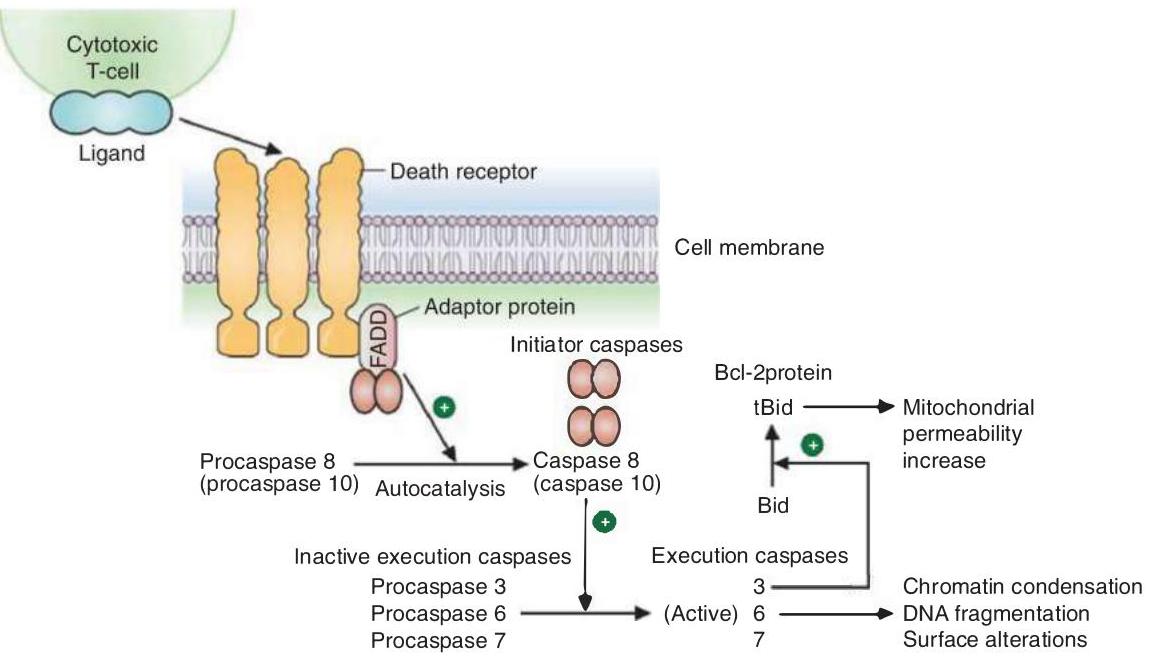 Cytotoxic
T-cell
Ligand
Death receptor
Cell membrane
Adaptor protein
FADD
Initiator caspases
Bcl-2protein
tBid
Mitochondrial
permeability
increase
+
+
Procaspase 8
(procaspase 10)
Autocatalysis
Caspase 8
(caspase 10)
Bid
+
Inactive execution caspases
Execution caspases
Procaspase 3
3
Chromatin condensation
Procaspase 6
(Active) 6
DNA fragmentation
Procaspase 7
7
Surface alterations